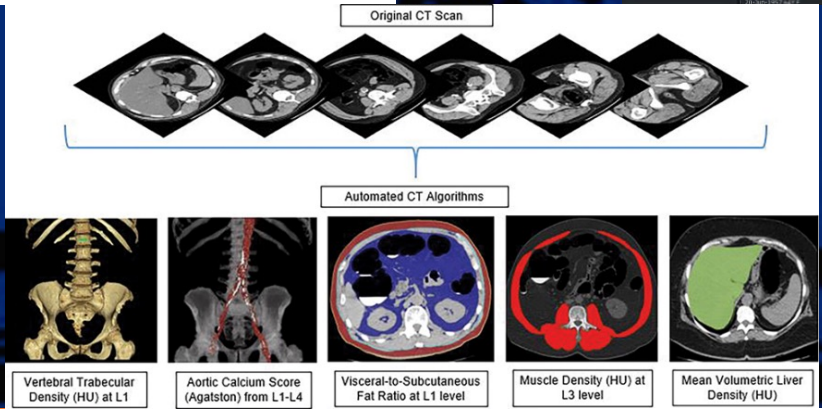 Original CT Scan
Automated CT Algorithms
Vertebral Trabecular
Density (HU) at L1
Aortic Calcium Score
(Agatston) from L1-L4
Visceral-to-Subcutaneous
Fat Ratio at L1 level
Muscle Density (HU) at
L3 level
Mean Volumetric Liver
Density (HU)